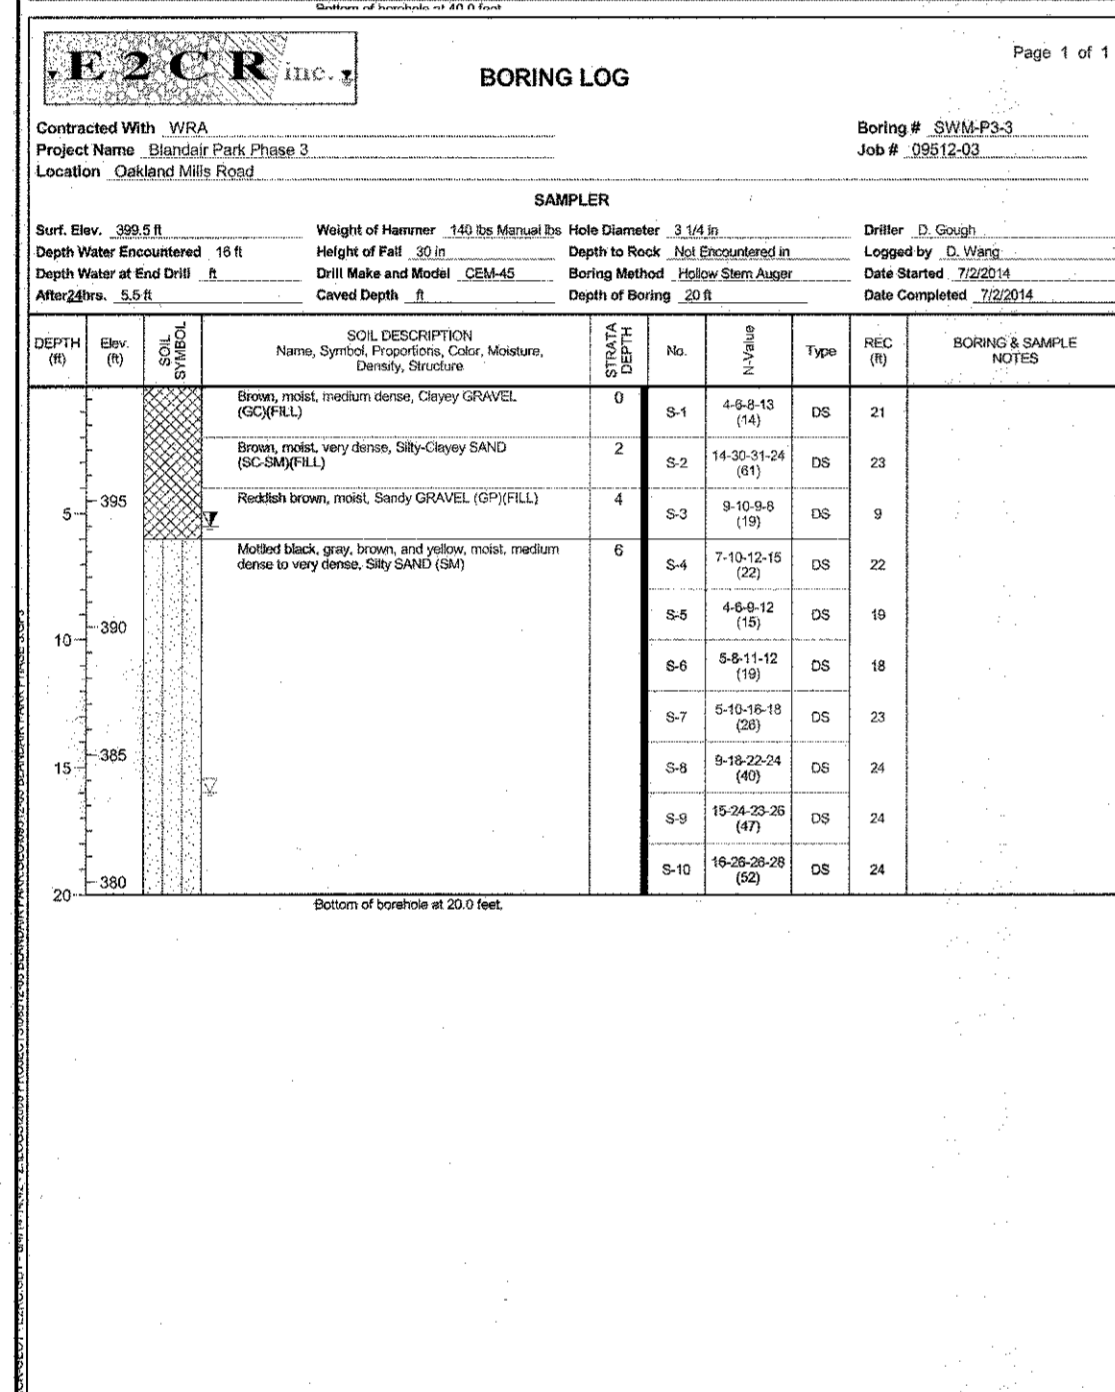 Bottom of borehole at 40.0 feet.
E2CR inc.
Page 1 of 1
BORING LOG
Contracted With WRA
Boring # SWM-P3-3
Project Name Blandair Park Phase 3
Job # 09512-03
Location Oakland Mills Road
SAMPLER
Surf. Elev. 399.5 ft Weight of Hammer 140 lbs Manual lbs Hole Diameter 3 1/4 in Driller D. Gough
Depth Water Encountered 16 ft Height of Fall 30 in Depth to Rock Not Encountered in Logged by D. Wang
Depth Water at End Drill ft Drill Make and Model CEM-45 Boring Method Hollow Stem Auger Date Started 7/2/2014
After 24hrs. 5.5 ft Caved Depth ft Depth of Boring 20 ft Date Completed 7/2/2014
DEPTH (ft)
Elev. (ft)
SOIL SYMBOL
SOIL DESCRIPTION
Name, Symbol, Proportions, Color, Moisture,
Density, Structure
STRATA DEPTH
No.
N-Value
Type
REC (ft)
BORING & SAMPLE
NOTES
Brown, moist, medium dense, Clayey GRAVEL 0 S-1 4-6-8-13 DS 21
(GC)(FILL) (14)
Brown, moist, very dense, Silty-Clayey SAND 2 S-2 14-30-31-24 DS 23
(SC-SM)(FILL) (61)
395 Reddish brown, moist, Sandy GRAVEL (GP)(FILL) 4
5 S-3 9-10-9-8 DS 9
(19)
Mottled black, gray, brown, and yellow, moist, medium 6 S-4 7-10-12-15 DS 22
dense to very dense, Silty SAND (SM) (22)
390 S-5 4-6-9-12 DS 19
(15)
10 S-6 5-8-11-12 DS 18
(19)
S-7 5-10-16-18 DS 23
(26)
385
15 S-8 9-18-22-24 DS 24
(40)
S-9 15-24-23-26 DS 24
(47)
380 S-10 16-26-26-28 DS 24
(52)
20
Bottom of borehole at 20.0 feet.